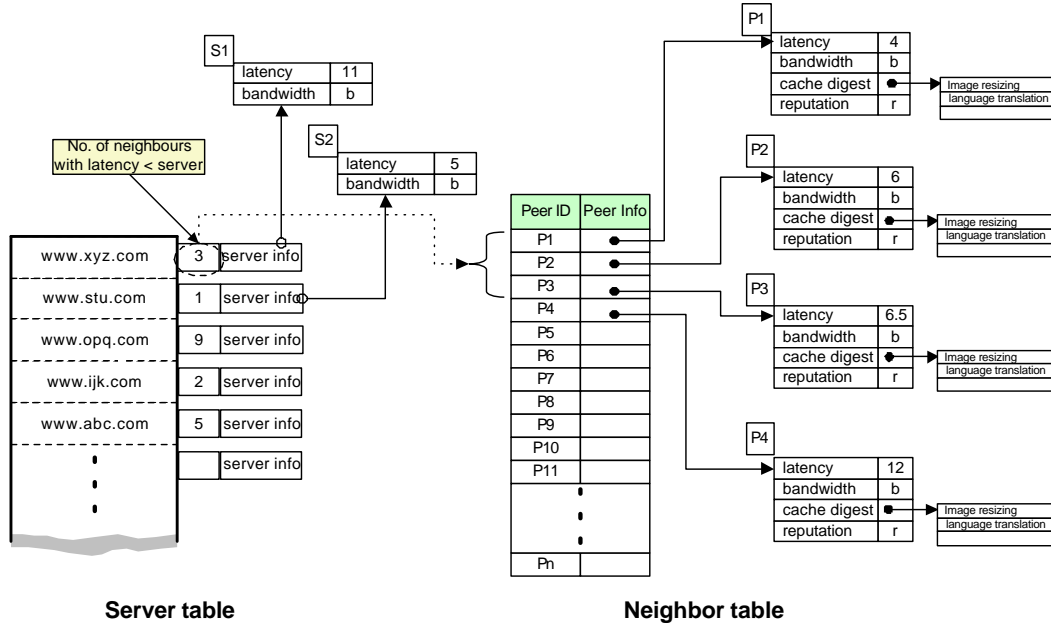 P1
latency 4
bandwidth b
cache digest
reputation r
Image resizing
language translation
S1
latency 11
bandwidth b
No. of neighbours
with latency < server
S2
latency 5
bandwidth b
P2
latency 6
bandwidth b
cache digest
reputation r
Image resizing
language translation
www.xyz.com 3 server info
www.stu.com 1 server info
www.opq.com 9 server info
www.ijk.com 2 server info
www.abc.com 5 server info
server info
Peer ID Peer Info
P1
P2
P3
P4
P5
P6
P7
P8
P9
P10
P11
Pn
P3
latency 6.5
bandwidth b
cache digest
reputation r
Image resizing
language translation
P4
latency 12
bandwidth b
cache digest
reputation r
Image resizing
language translation
Server table
Neighbor table